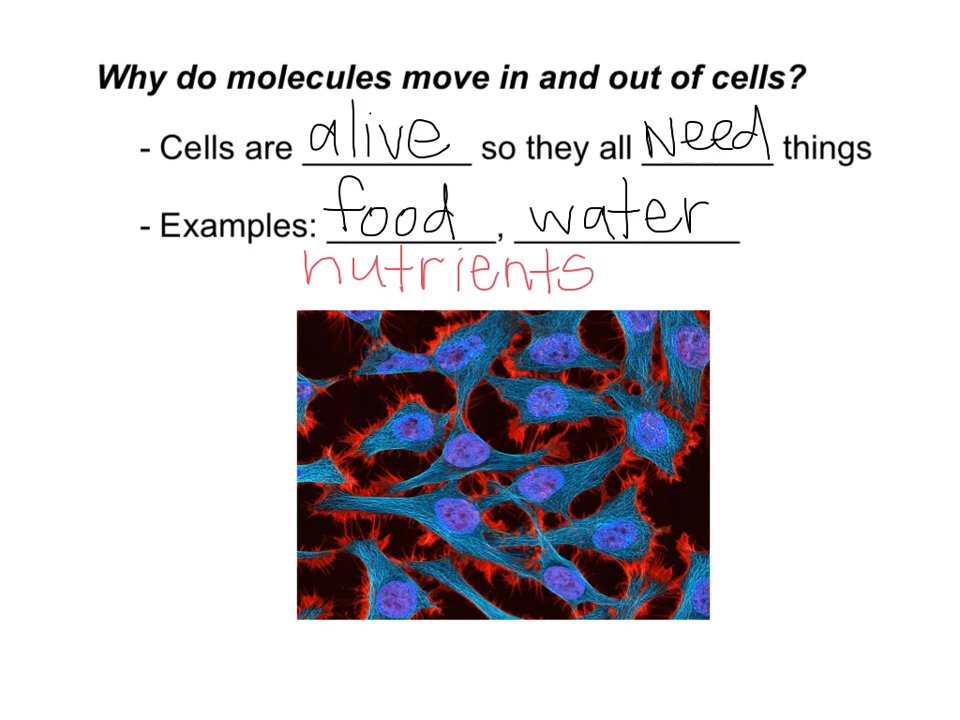 Why do molecules move in and out of cells?
- Cells are alive so they all Need things
- Examples: food, water
nutrients